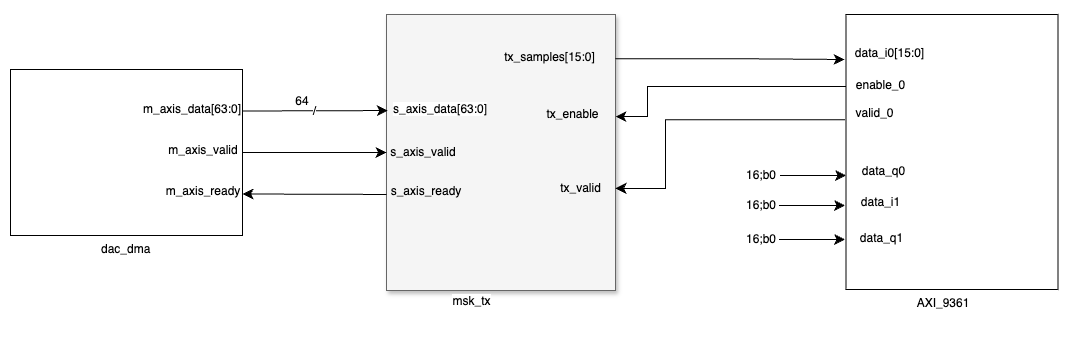 tx_samples[15:0]
data_i0[15:0]
enable_0
64
m_axis_data[63:0]
s_axis_data[63:0]
tx_enable
valid_0
m_axis_valid
s_axis_valid
16;b0
data_q0
m_axis_ready
s_axis_ready
tx_valid
16;b0
data_i1
16;b0
data_q1
dac_dma
msk_tx
AXI_9361